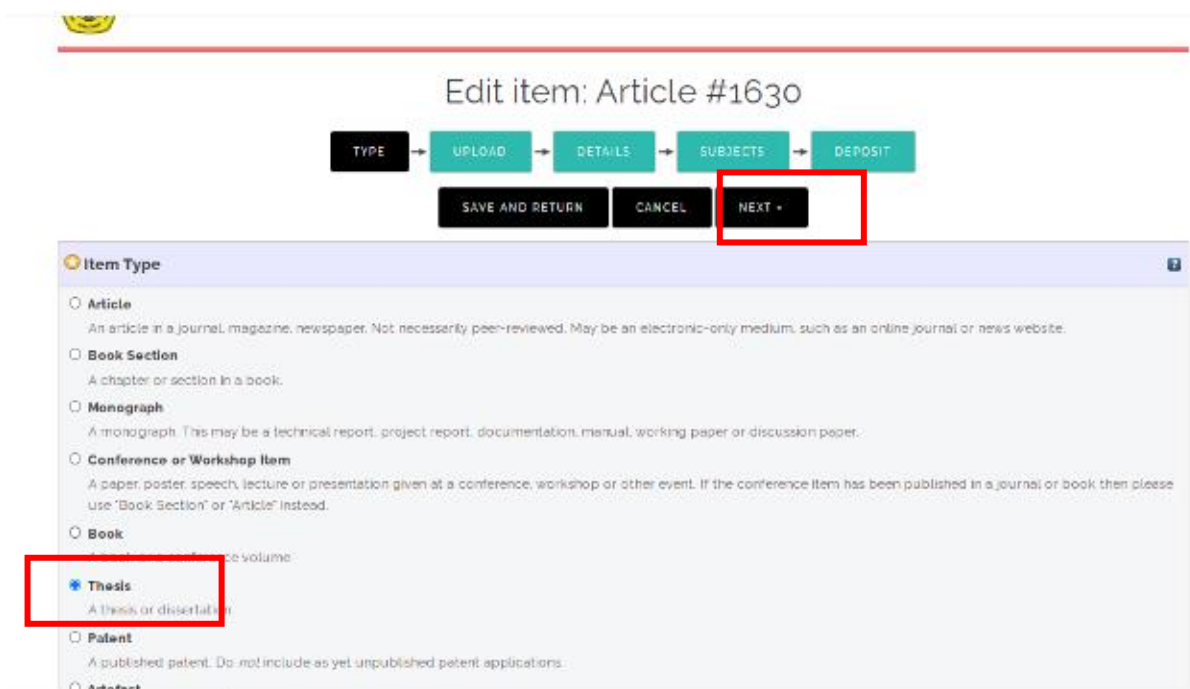 Edit item: Article #1630
TYPE → UPLOAD → DETAILS → SUBJECTS → DEPOSIT
SAVE AND RETURN CANCEL NEXT
Item Type ?
Article
An article in a journal, magazine, newspaper. Not necessarily peer-reviewed. May be an electronic-only medium, such as an online journal or news website.
Book Section
A chapter or section in a book.
Monograph
A monograph. This may be a technical report, project report, documentation, manual, working paper or discussion paper.
Conference or Workshop Item
A paper, poster, speech, lecture or presentation given at a conference, workshop or other event. If the conference item has been published in a journal or book then please
use "Book Section" or "Article" instead.
Book
A book or a conference volume.
Thesis
A thesis or dissertation.
Patent
A published patent. Do not include as yet unpublished patent applications.
Artefact